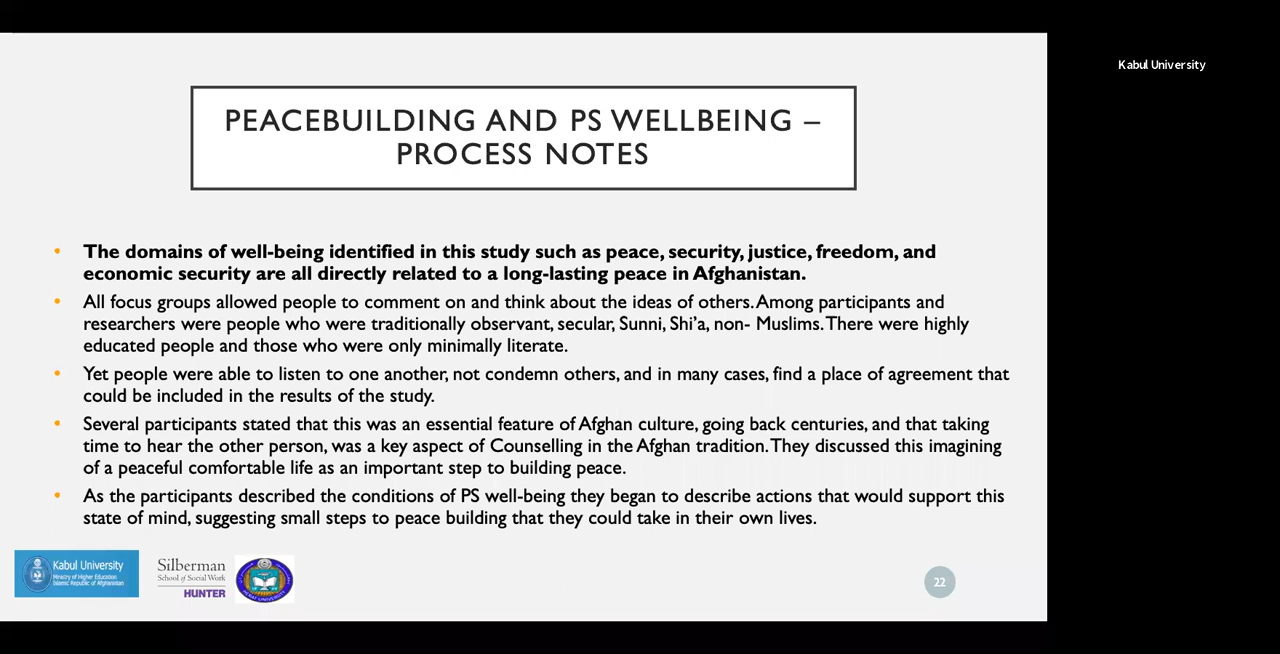 Kabul University
PEACEBUILDING AND PS WELLBEING –
PROCESS NOTES
• The domains of well-being identified in this study such as peace, security, justice, freedom, and
economic security are all directly related to a long-lasting peace in Afghanistan.
• All focus groups allowed people to comment on and think about the ideas of others. Among participants and
researchers were people who were traditionally observant, secular, Sunni, Shi'a, non- Muslims. There were highly
educated people and those who were only minimally literate.
• Yet people were able to listen to one another, not condemn others, and in many cases, find a place of agreement that
could be included in the results of the study.
• Several participants stated that this was an essential feature of Afghan culture, going back centuries, and that taking
time to hear the other person, was a key aspect of Counselling in the Afghan tradition. They discussed this imagining
of a peaceful comfortable life as an important step to building peace.
• As the participants described the conditions of PS well-being they began to describe actions that would support this
state of mind, suggesting small steps to peace building that they could take in their own lives.
Kabul University
Ministry of Higher Education
Islamic Republic of Afghanistan
Silberman
School of Social Work
HUNTER
22